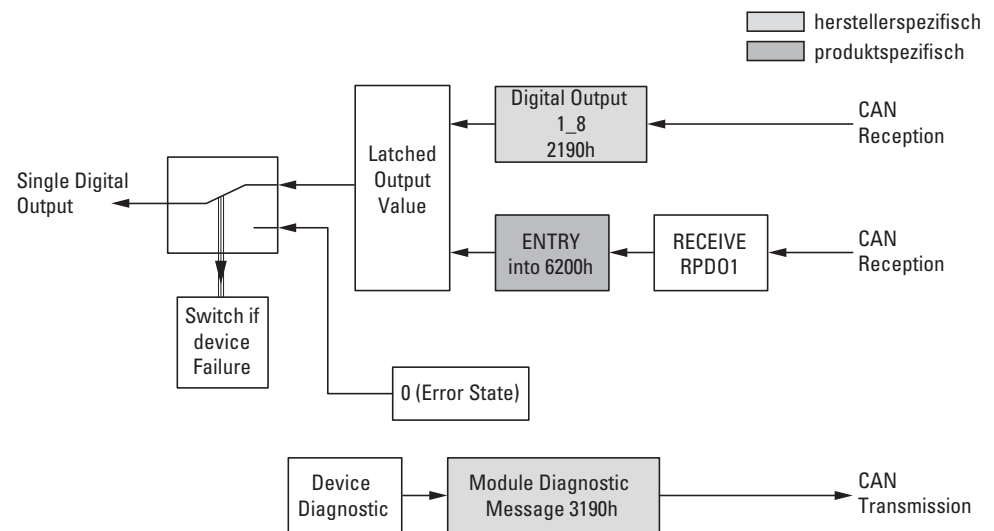 herstellerspezifisch
produktspezifisch
Digital Output
1_8
2190h
CAN
Reception
Latched
Output
Value
Single Digital
Output
ENTRY
into 6200h
RECEIVE
RPDO1
CAN
Reception
Switch if
device
Failure
0 (Error State)
Device
Diagnostic
Module Diagnostic
Message 3190h
CAN
Transmission